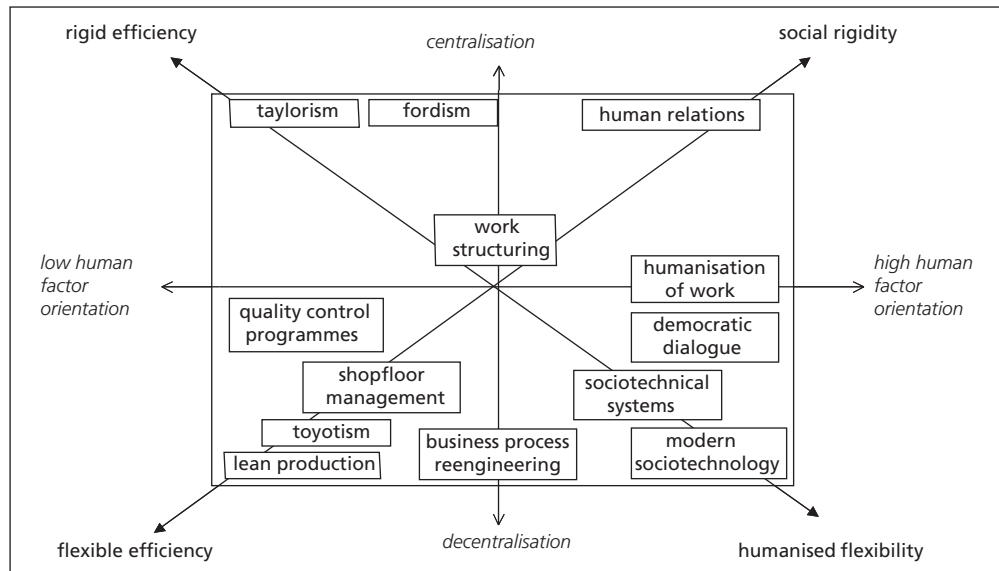 rigid efficiency
centralisation
social rigidity
taylorism
fordism
human relations
work
structuring
low human
factor
orientation
humanisation
of work
high human
factor
orientation
quality control
programmes
democratic
dialogue
shopfloor
management
sociotechnical
systems
toyotism
lean production
business process
reengineering
modern
sociotechnology
flexible efficiency
decentralisation
humanised flexibility